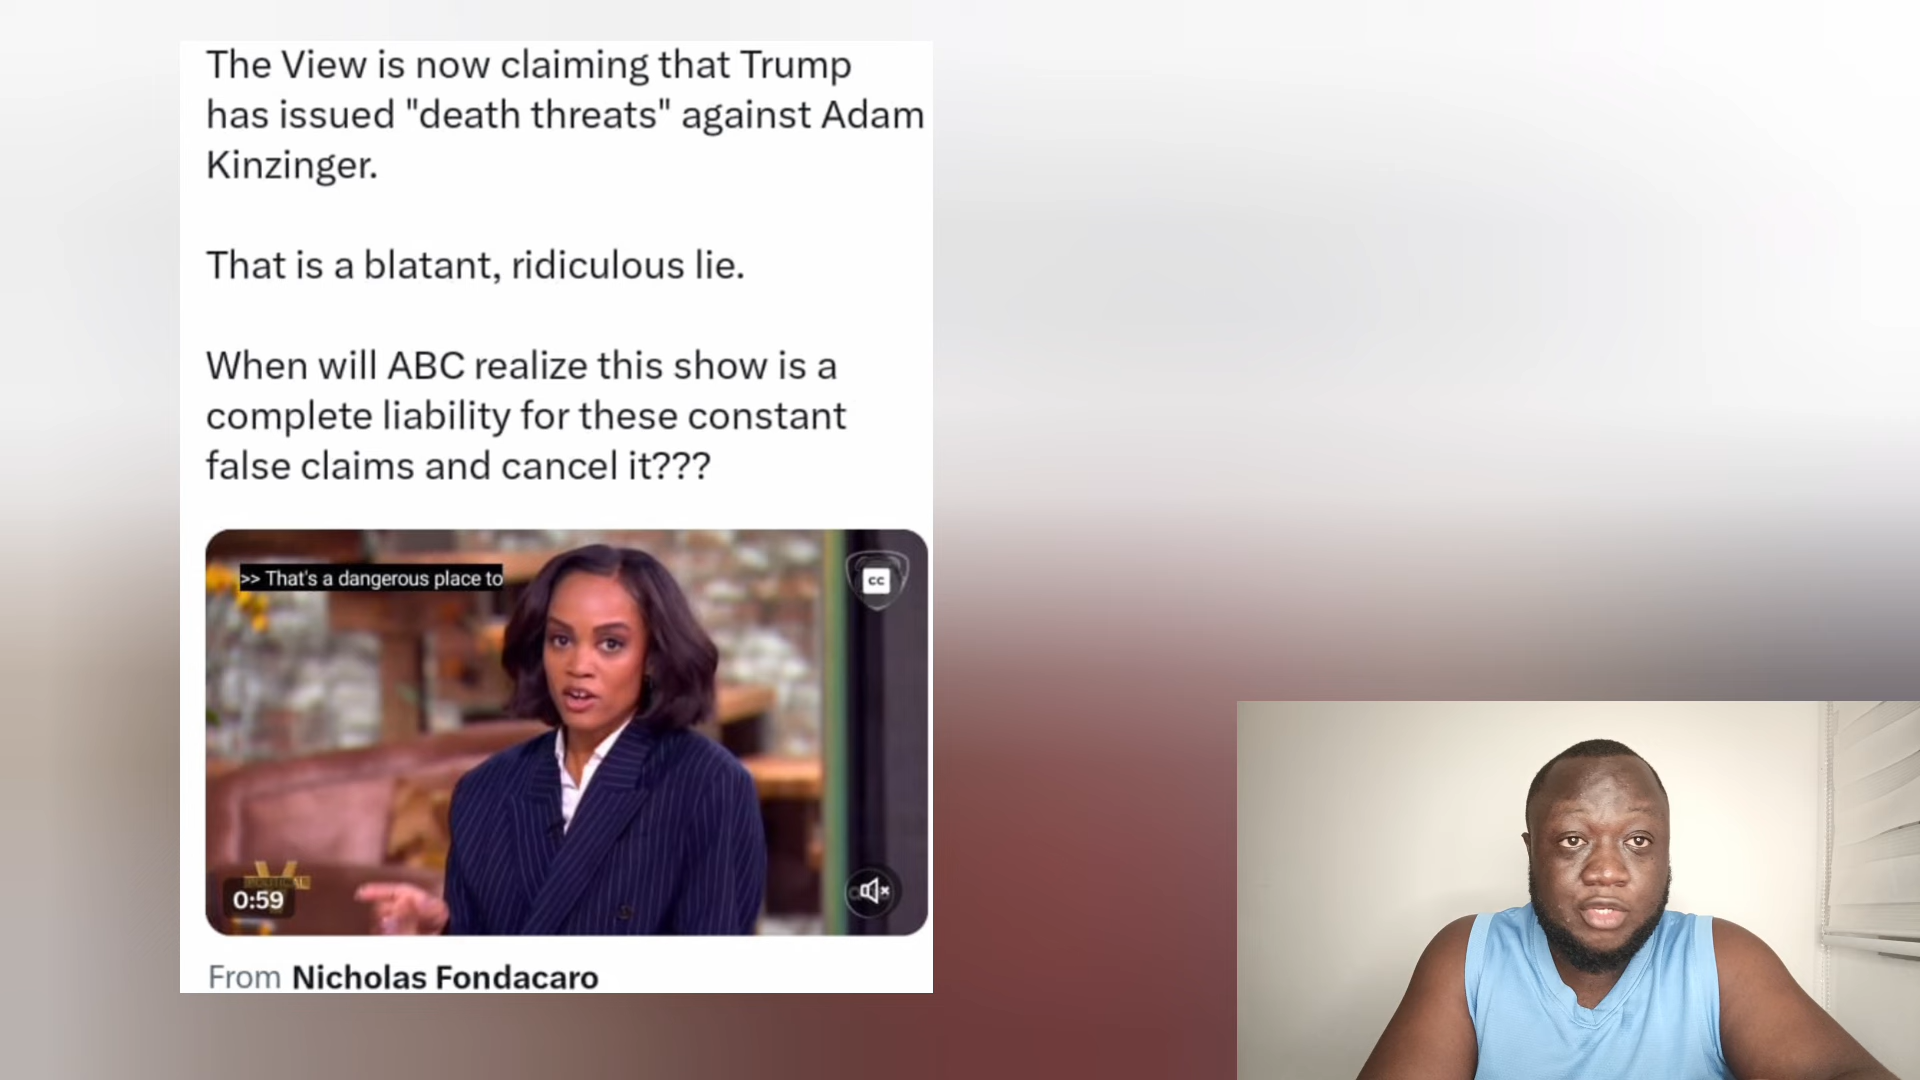 The View is now claiming that Trump
has issued "death threats" against Adam
Kinzinger.
That is a blatant, ridiculous lie.
When will ABC realize this show is a
complete liability for these constant
false claims and cancel it???
>> That's a dangerous place to
cc
0:59
From Nicholas Fondacaro